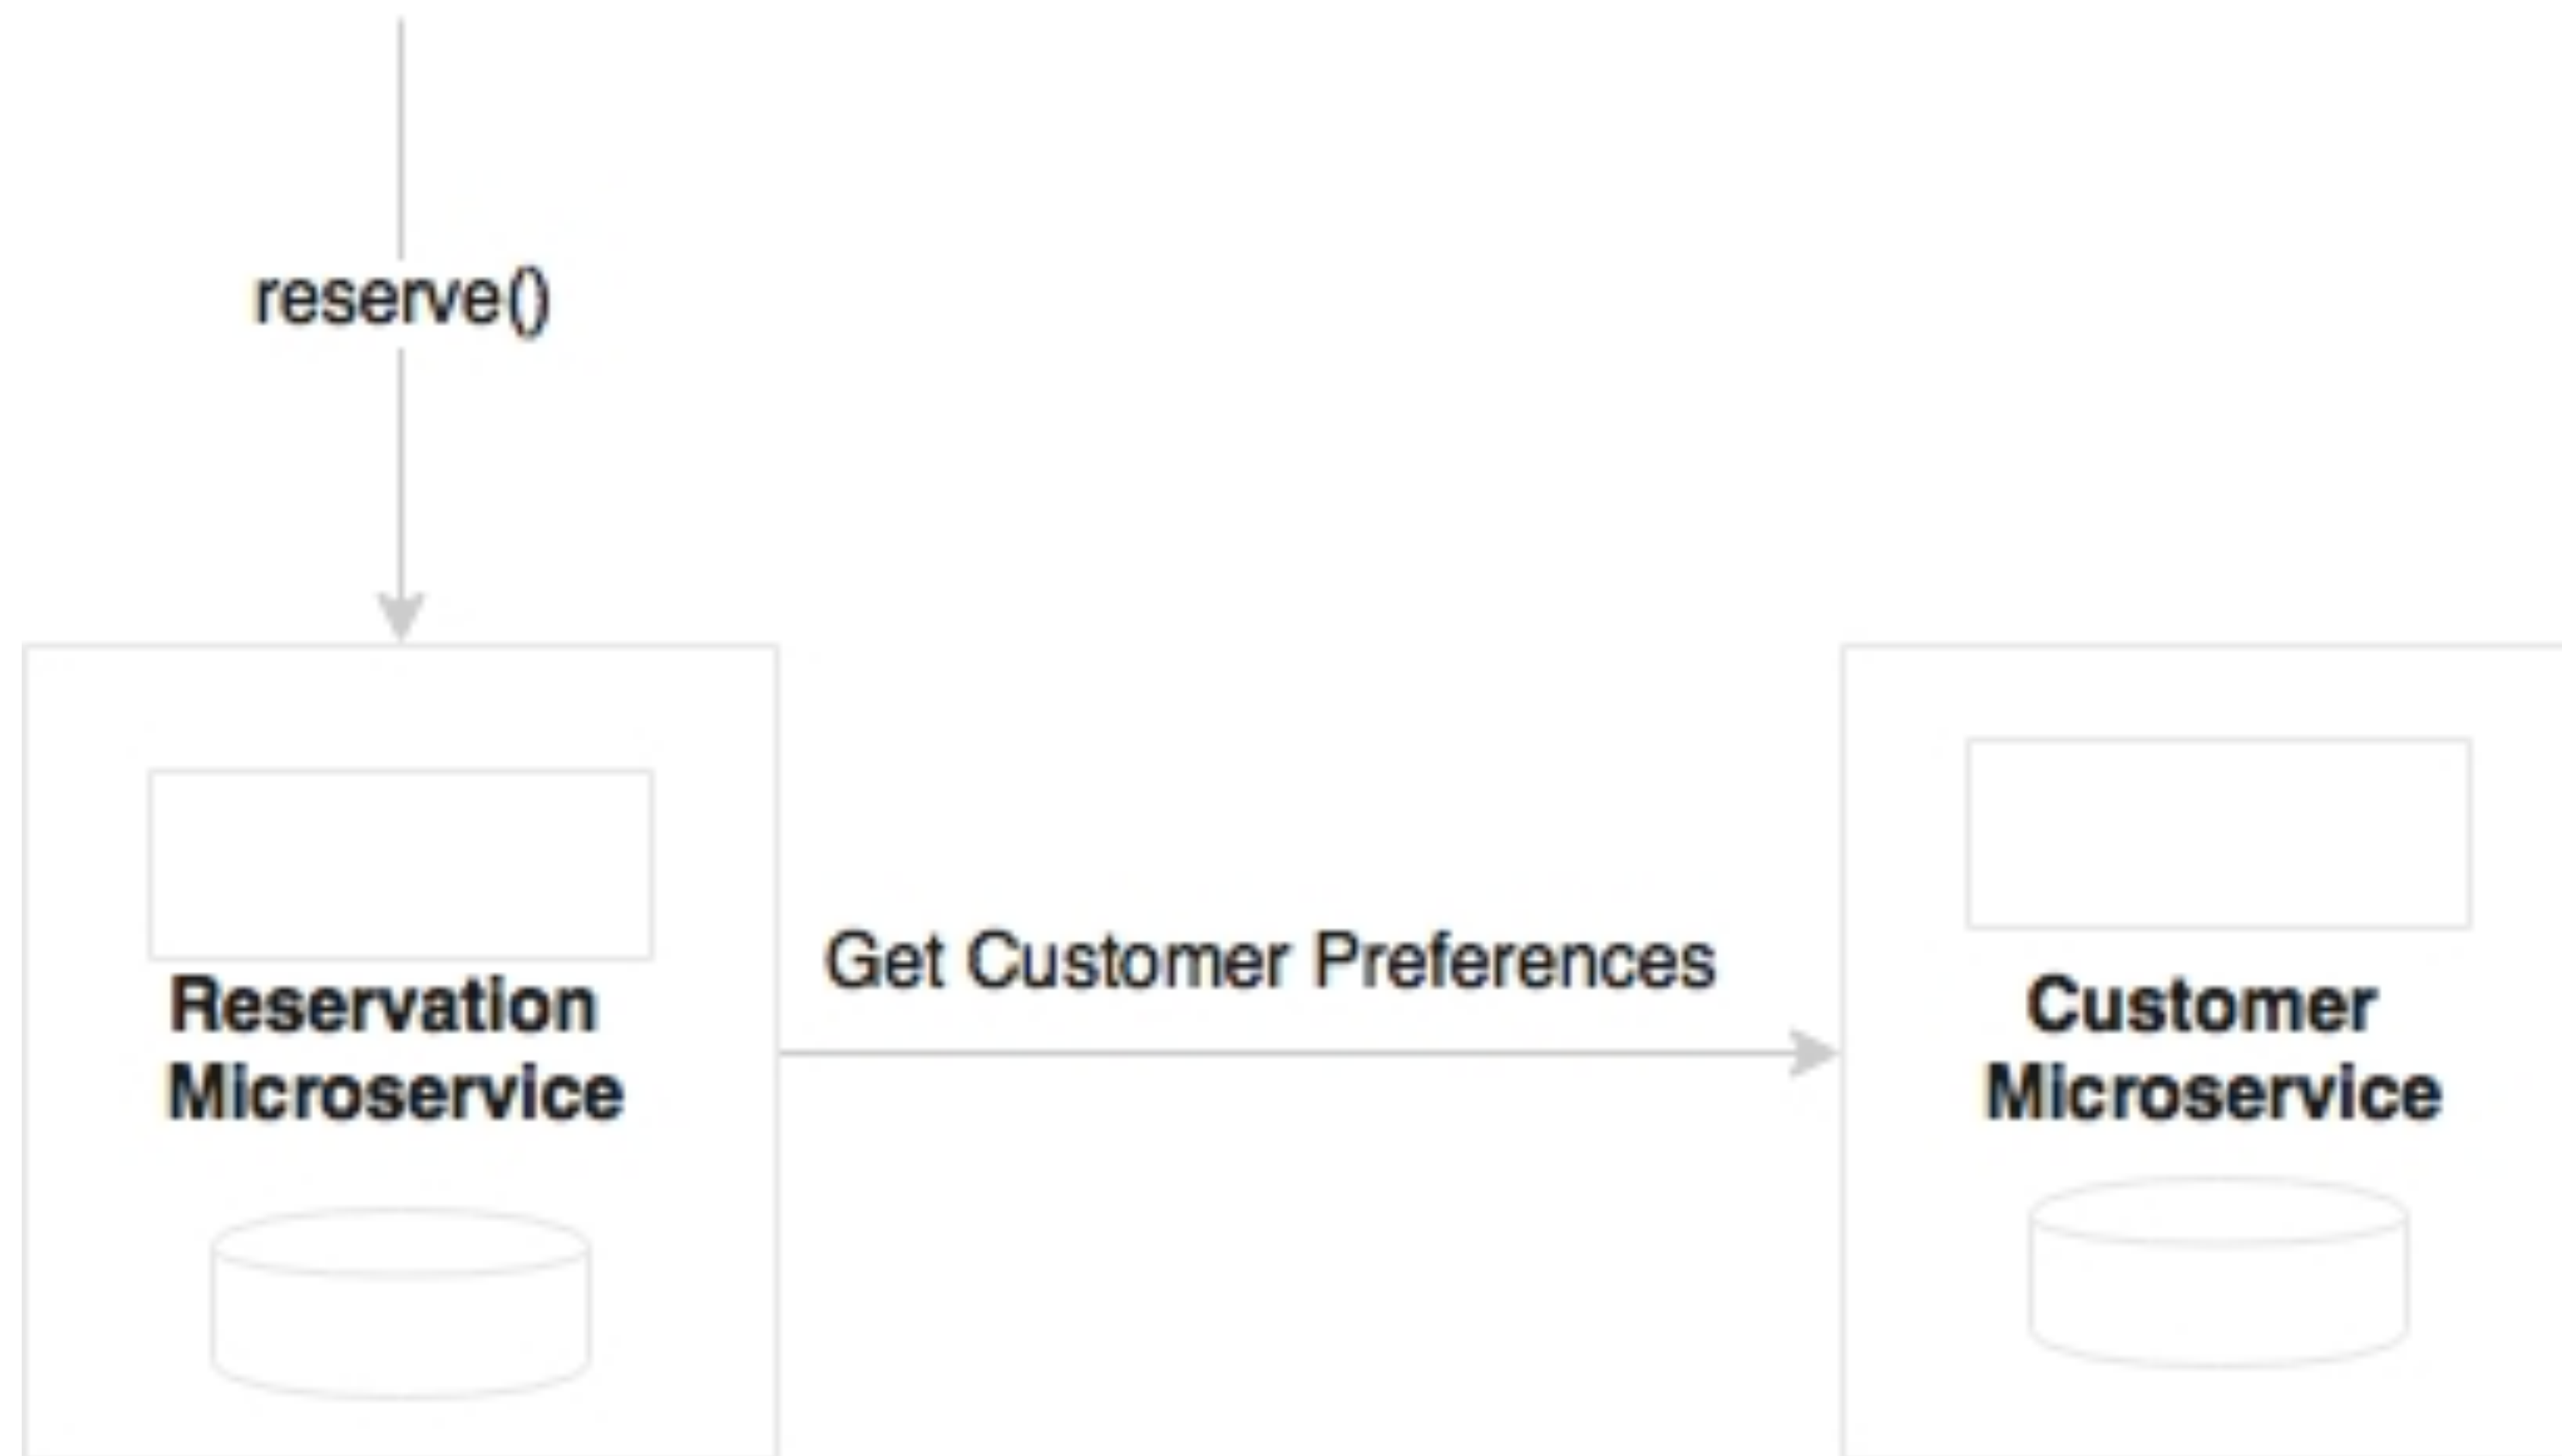 reserve()
Get Customer Preferences
Reservation
Microservice
Customer
Microservice